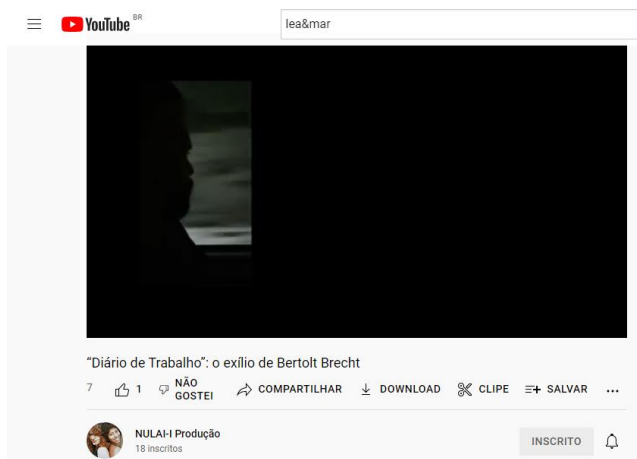 YouTube BR
lea&mar
“Diário de Trabalho”: o exílio de Bertolt Brecht
7 1 NÃO GOSTEI COMPARTILHAR DOWNLOAD CLIPE SALVAR ...
NULAI-I Produção
18 inscritos
INSCRITO